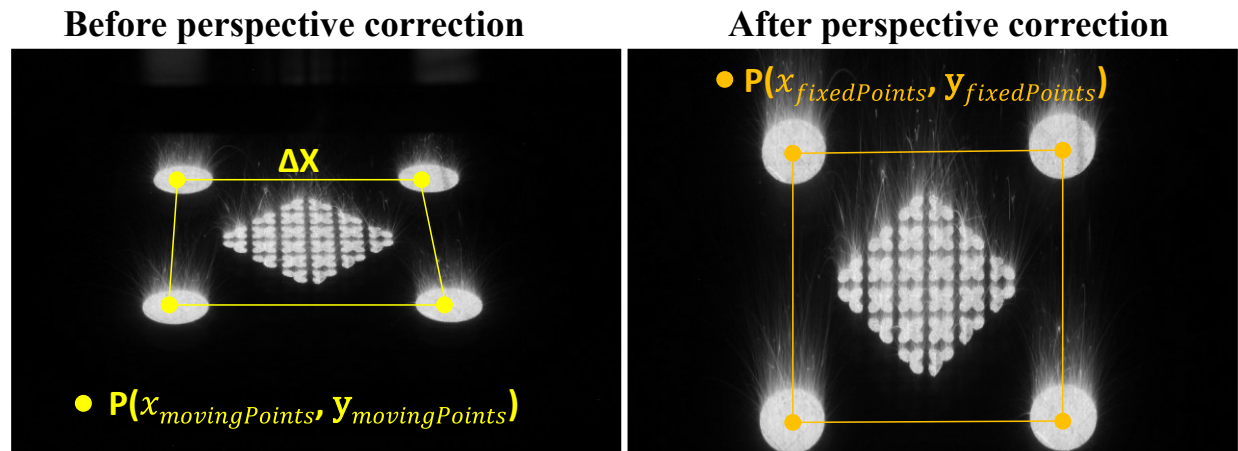 Before perspective correction
After perspective correction
ΔX
P(x_movingPoints, y_movingPoints)
P(x_fixedPoints, y_fixedPoints)